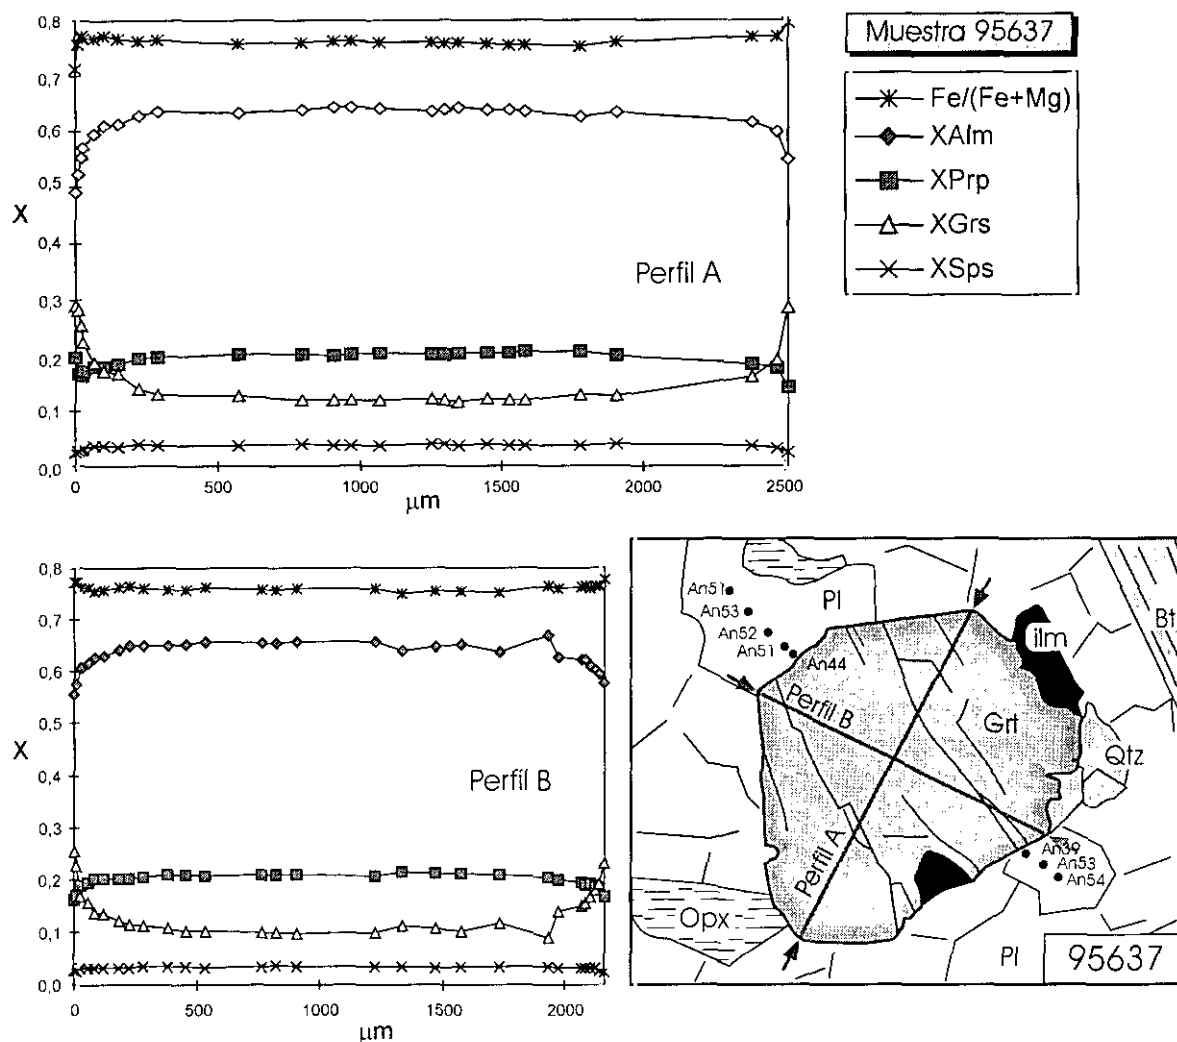 0,8
0,7
0,6
0,5
0,4
0,3
0,2
0,1
0,0
X
0
500
1000
1500
2000
2500
µm
Perfil A
Muestra 95637
Fe/(Fe+Mg)
XAlm
XPrp
XGrs
XSps
0,8
0,7
0,6
0,5
0,4
0,3
0,2
0,1
0,0
X
0
500
1000
1500
2000
µm
Perfil B
An51
An53
An52
An51
An44
Pl
ilm
Bt
Perfil B
Grt
Qtz
Perfil A
An39
An53
An54
Opx
Pl
95637